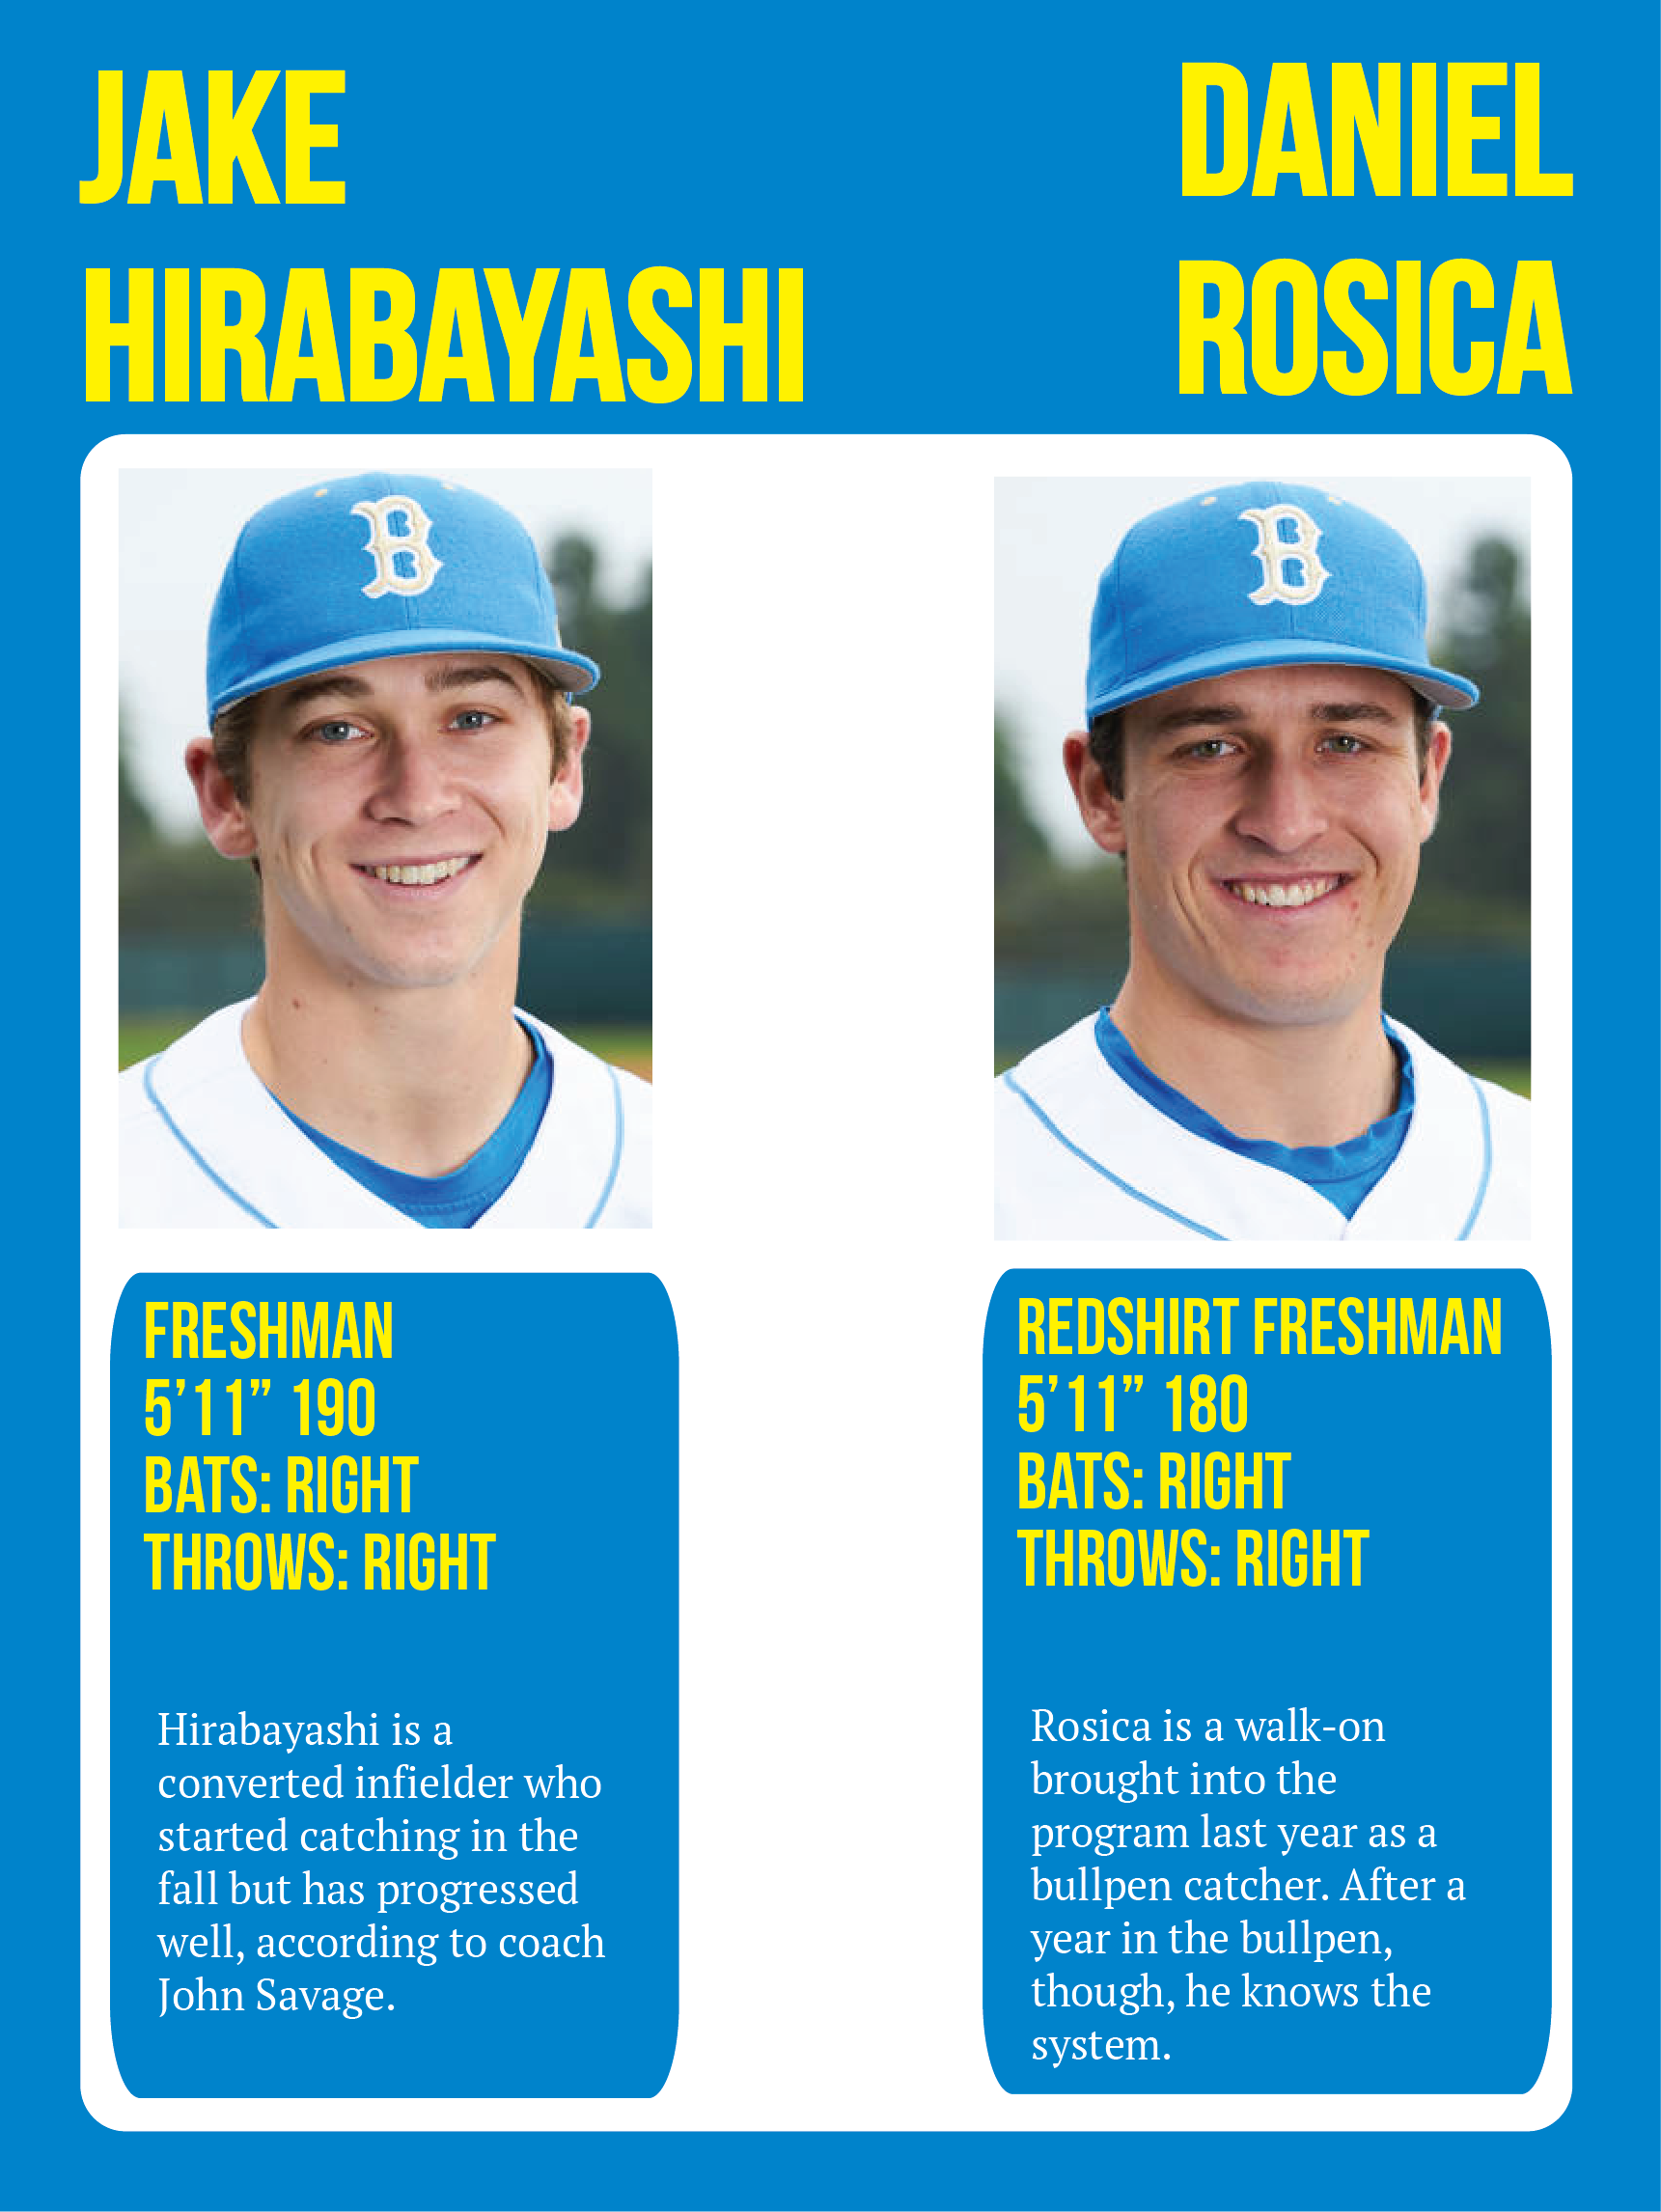 JAKE
HIRABAYASHI
DANIEL
ROSICA
B
B
FRESHMAN
5’11” 190
BATS: RIGHT
THROWS: RIGHT
Hirabayashi is a
converted infielder who
started catching in the
fall but has progressed
well, according to coach
John Savage.
REDSHIRT FRESHMAN
5’11” 180
BATS: RIGHT
THROWS: RIGHT
Rosica is a walk-on
brought into the
program last year as a
bullpen catcher. After a
year in the bullpen,
though, he knows the
system.